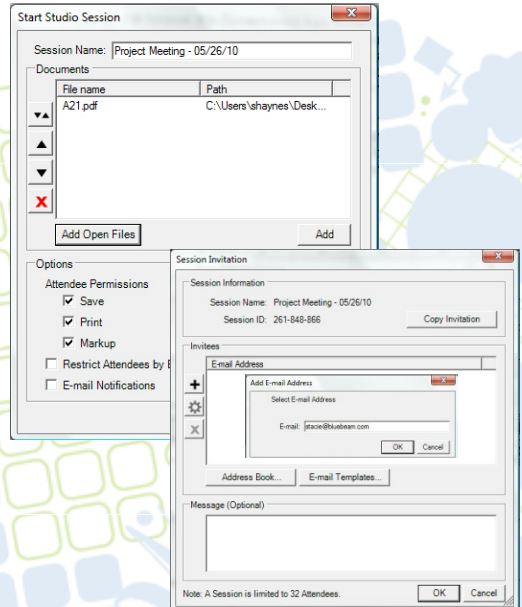 Start Studio Session
Session Name: Project Meeting - 05/26/10
Documents
File name Path
A21.pdf C:\Users\shaynes\Desk...
Add Open Files Add
Options
Attendee Permissions
Save
Print
Markup
Restrict Attendees by E
E-mail Notifications
Session Invitation
Session Information
Session Name: Project Meeting - 05/26/10
Session ID: 261-848-866 Copy Invitation
Invitees
E-mail Address
Add E-mail Address
Select E-mail Address
E-mail: stacie@bluebeam.com
OK Cancel
Address Book... E-mail Templates...
Message (Optional)
Note: A Session is limited to 32 Attendees. OK Cancel